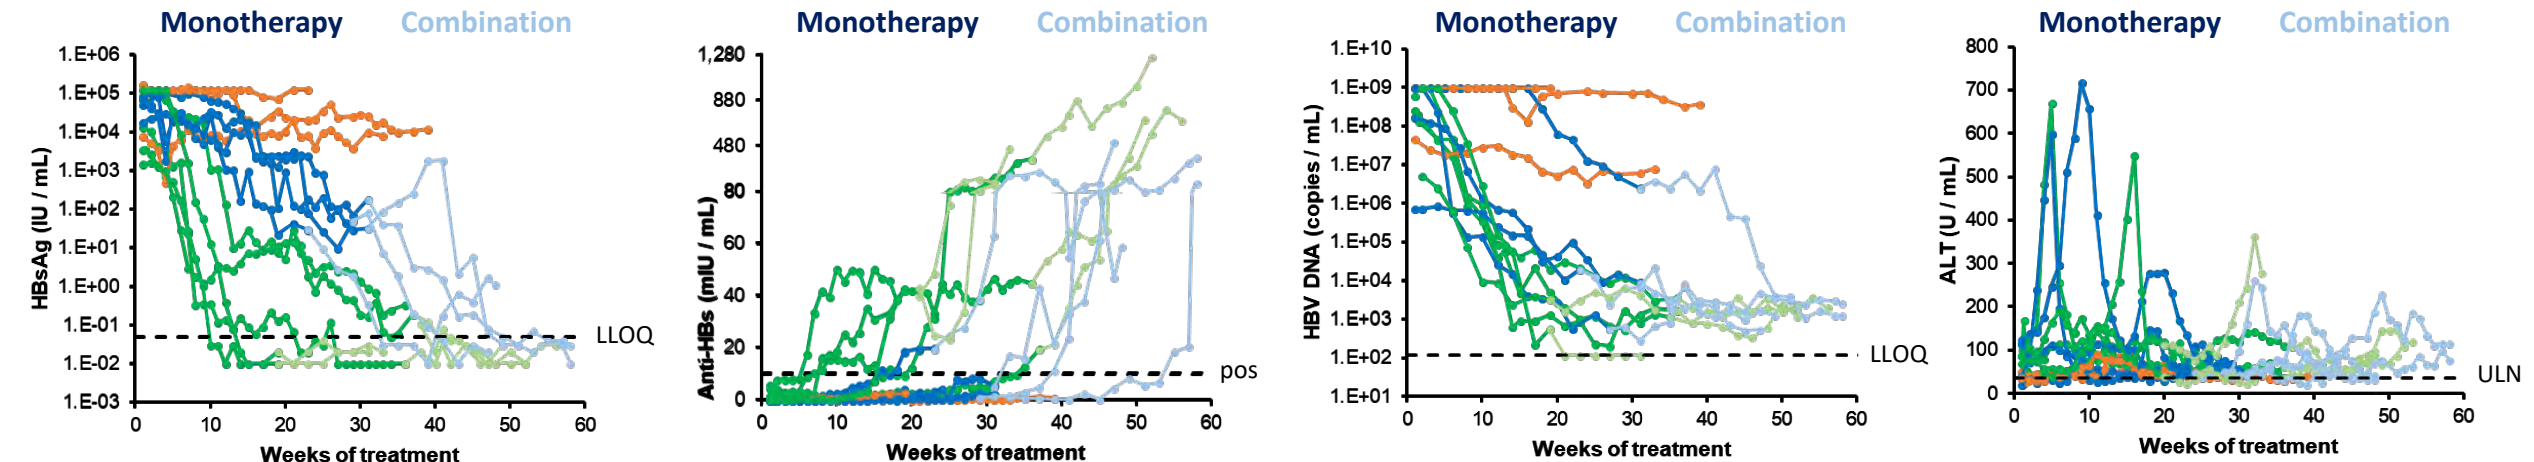 Monotherapy Combination
HBsAg (IU / mL)
1.E+06
1.E+05
1.E+04
1.E+03
1.E+02
1.E+01
1.E+00
1.E-01
1.E-02
1.E-03
LLOQ
0 10 20 30 40 50 60
Weeks of treatment
Monotherapy Combination
Anti-HBs (mIU / mL)
1,280
880
480
80
60
40
20
0
pos
0 10 20 30 40 50 60
Weeks of treatment
Monotherapy Combination
HBV DNA (copies / mL)
1.E+10
1.E+09
1.E+08
1.E+07
1.E+06
1.E+05
1.E+04
1.E+03
1.E+02
1.E+01
LLOQ
0 10 20 30 40 50 60
Weeks of treatment
Monotherapy Combination
ALT (U / mL)
800
700
600
500
400
300
200
100
0
ULN
0 10 20 30 40 50 60
Weeks of treatment